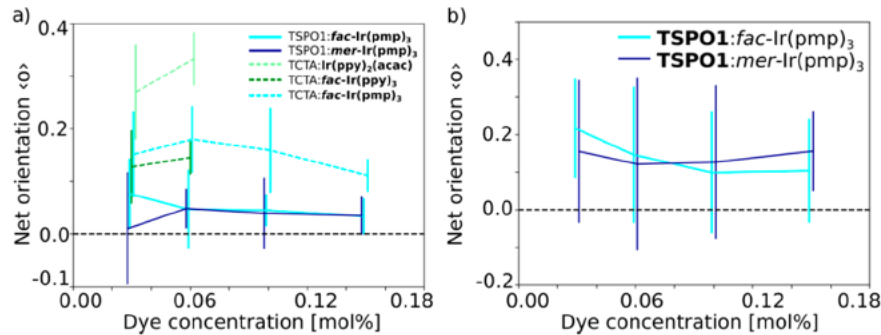 a)
Net orientation ‹o›
0.4
0.2
0.0
-0.1
TSPO1:fac-Ir(pmp)3
TSPO1:mer-Ir(pmp)3
TCTA:Ir(ppy)2(acac)
TCTA:fac-Ir(ppy)3
TCTA:fac-Ir(pmp)3
0.00 0.06 0.12 0.18
Dye concentration [mol%]
b)
Net orientation ‹o›
0.4
0.2
0.0
-0.2
TSPO1:fac-Ir(pmp)3
TSPO1:mer-Ir(pmp)3
0.00 0.06 0.12 0.18
Dye concentration [mol%]